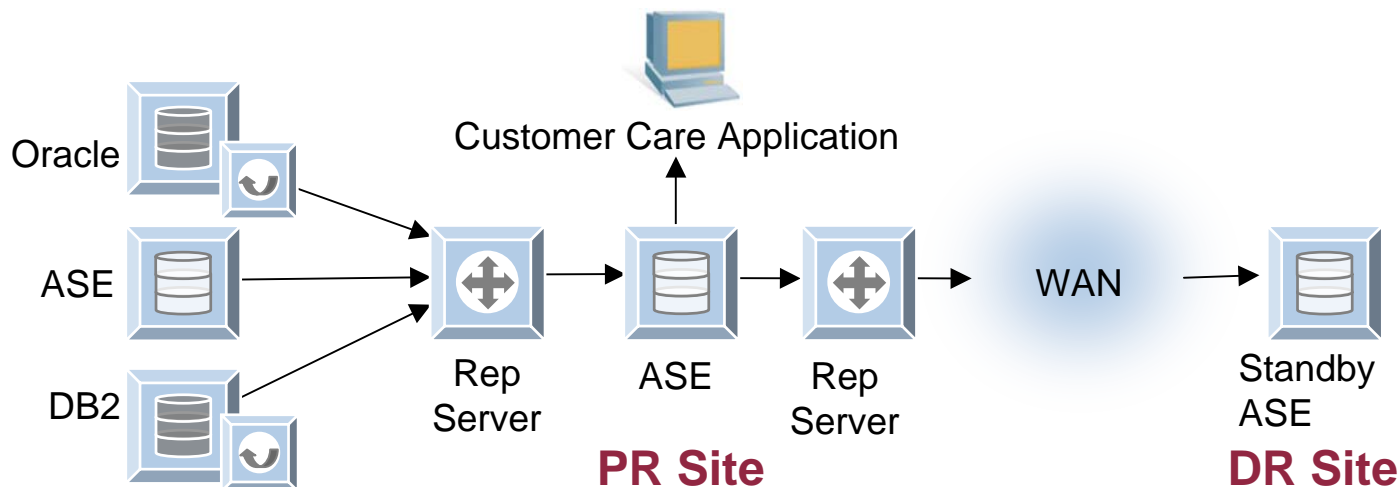 Customer Care Application
Oracle
ASE
DB2
Rep
Server
ASE
Rep
Server
WAN
Standby
ASE
PR Site
DR Site